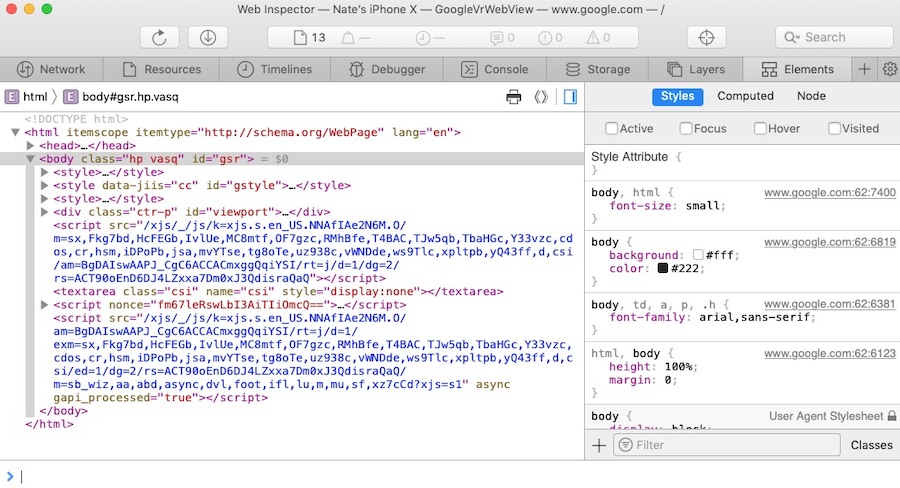 Web Inspector — Nate's iPhone X — GoogleVrWebView — www.google.com — /
13 — — 0 0 0 Search
Network Resources Timelines Debugger Console Storage Layers Elements
E html E body#gsr.hp.vasq Styles Computed Node
Active Focus Hover Visited
<!DOCTYPE html>
<html itemscope itemtype="http://schema.org/WebPage" lang="en">
<head>…</head>
<body class="hp vasq" id="gsr"> = $0
<style>…</style>
<style data-jiis="cc" id="gstyle">…</style>
<style>…</style>
<div class="ctr-p" id="viewport">…</div>
<script src="/xjs/_/js/k=xjs.s.en_US.NNAfIAe2N6M.O/
m=sx,Fkg7bd,HcFEGb,IvlUe,MC8mtf,OF7gzc,RMhBfe,T4BAC,TJw5qb,TbaHGc,Y33vzc,cd
os,cr,hsm,iDPoPb,jsa,mvYTse,tg8oTe,uz938c,vWNDde,ws9Tlc,xpltpb,yQ43ff,d,csi
/am=BgDAIswAAPJ_CgC6ACCACmxggQqiYSI/rt=j/d=1/dg=2/
rs=ACT90oEnD6DJ4LZxxa7Dm0xJ3QdisraQaQ"></script>
<textarea class="csi" name="csi" style="display:none"></textarea>
<script nonce="fm67leRswLbI3AiTIiOmcQ==">…</script>
<script src="/xjs/_/js/k=xjs.s.en_US.NNAfIAe2N6M.O/
am=BgDAIswAAPJ_CgC6ACCACmxggQqiYSI/rt=j/d=1/
exm=sx,Fkg7bd,HcFEGb,IvlUe,MC8mtf,OF7gzc,RMhBfe,T4BAC,TJw5qb,TbaHGc,Y33vzc,
cdos,cr,hsm,iDPoPb,jsa,mvYTse,tg8oTe,uz938c,vWNDde,ws9Tlc,xpltpb,yQ43ff,d,c
si/ed=1/dg=2/rs=ACT90oEnD6DJ4LZxxa7Dm0xJ3QdisraQaQ/
m=sb_wiz,aa,abd,async,dvl,foot,ifl,lu,m,mu,sf,xz7cCd?xjs=s1" async
gapi_processed="true"></script>
</body>
</html>
Style Attribute {
}
body, html { www.google.com:62:7400
font-size: small;
}
body { www.google.com:62:6819
background: #fff;
color: #222;
}
body, td, a, p, .h { www.google.com:62:6381
font-family: arial,sans-serif;
}
html, body { www.google.com:62:6123
height: 100%;
margin: 0;
}
body { User Agent Stylesheet
display: block;
Filter Classes